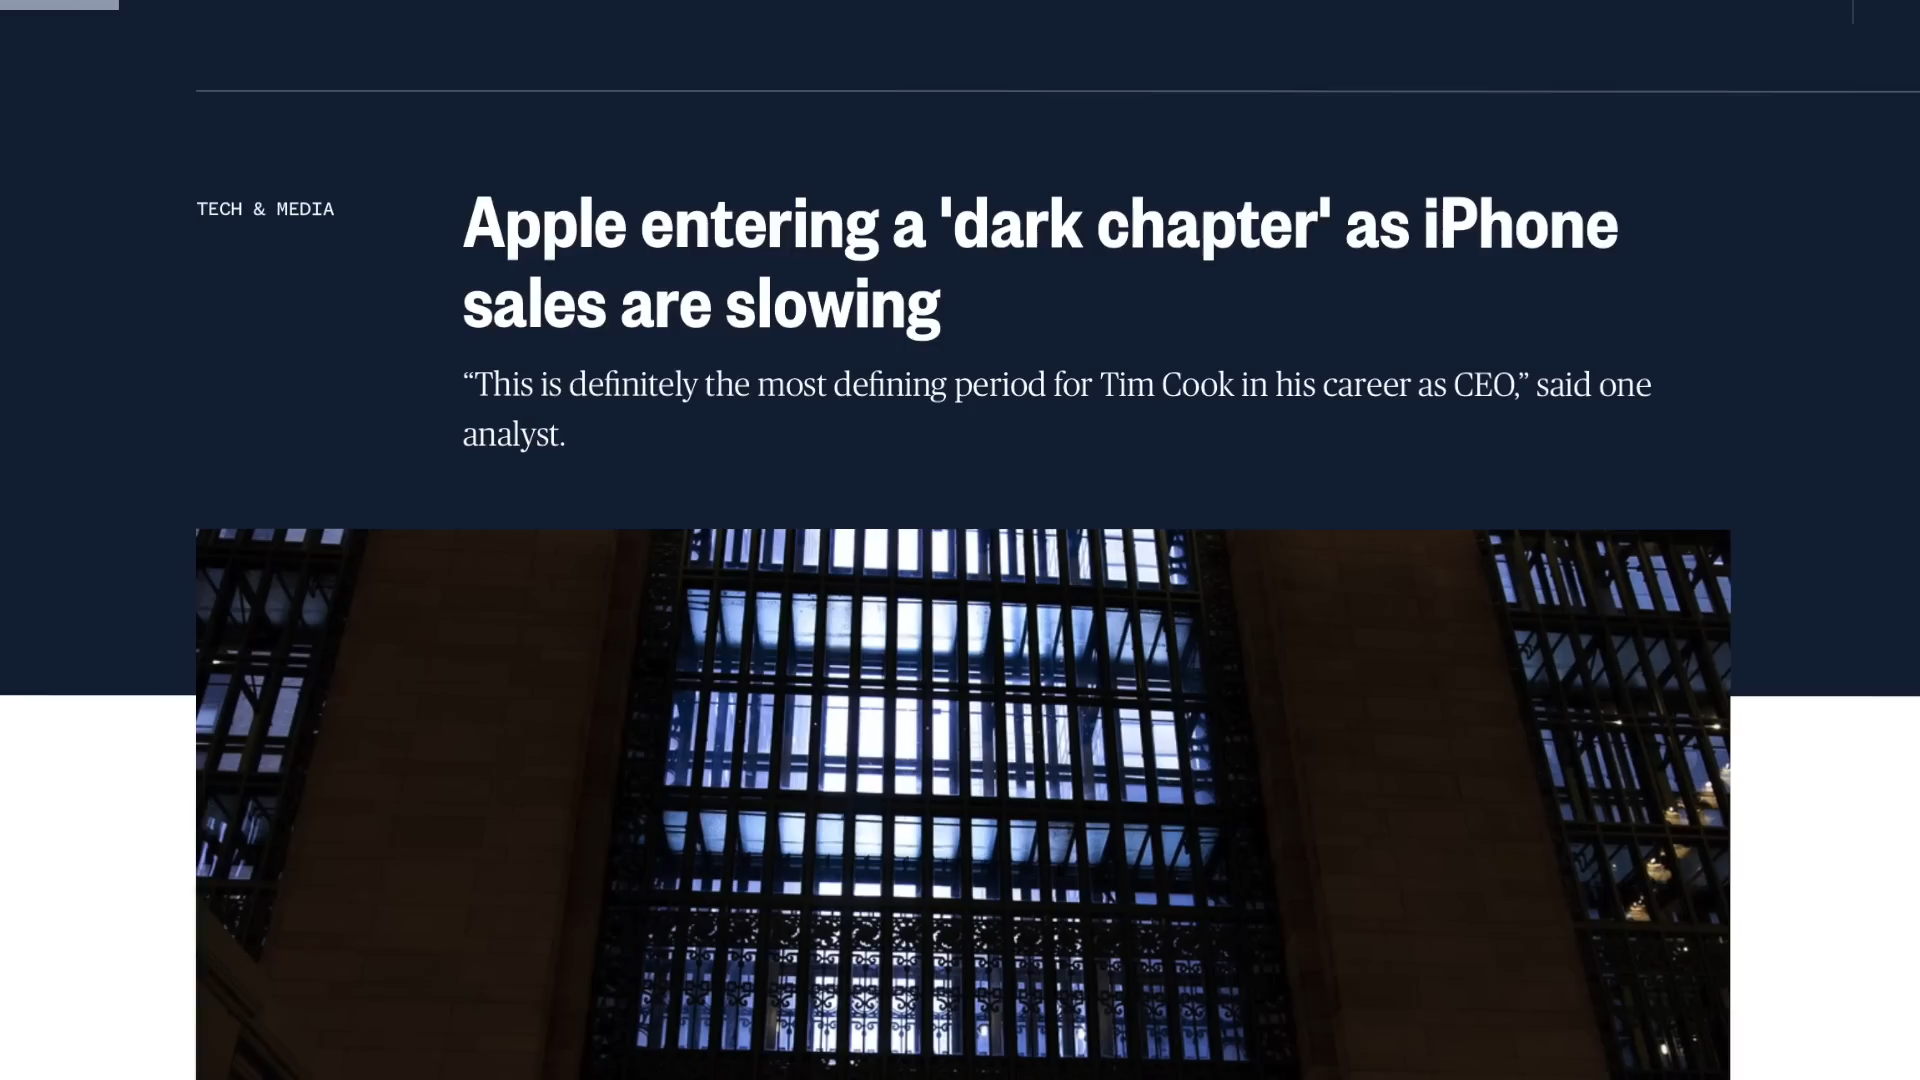 TECH & MEDIA
Apple entering a 'dark chapter' as iPhone
sales are slowing
“This is definitely the most defining period for Tim Cook in his career as CEO,” said one
analyst.